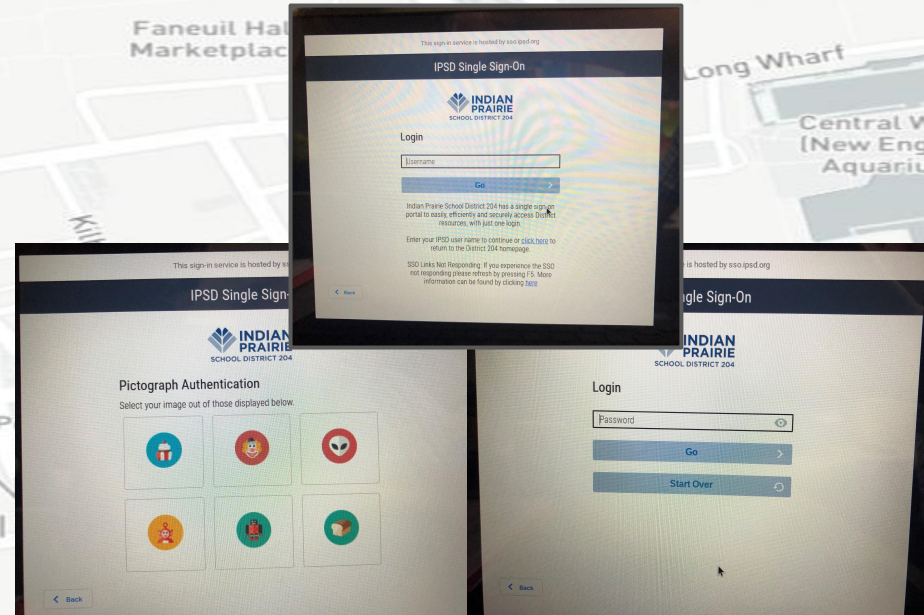 Faneuil Hal
Marketplac
Long Wharf
Central W
(New Eng
Aquariu
This sign-in service is hosted by sso.ipsd.org
IPSD Single Sign-On
INDIAN
PRAIRIE
SCHOOL DISTRICT 204
Login
Username
Go
Indian Prairie School District 204 has a single sign-on
portal to easily, efficiently and securely access District
resources, with just one login.
Enter your IPSD user name to continue or click here to
return to the District 204 homepage.
SSO Links Not Responding: If you experience the SSO
not responding please refresh by pressing F5. More
information can be found by clicking here
Back
This sign-in service is hosted by s
IPSD Single Sign-
INDIAN
PRAIRIE
SCHOOL DISTRICT 204
Pictograph Authentication
Select your image out of those displayed below.
Back
is hosted by sso.ipsd.org
gle Sign-On
INDIAN
PRAIRIE
SCHOOL DISTRICT 204
Login
Password
Go
Start Over
Back